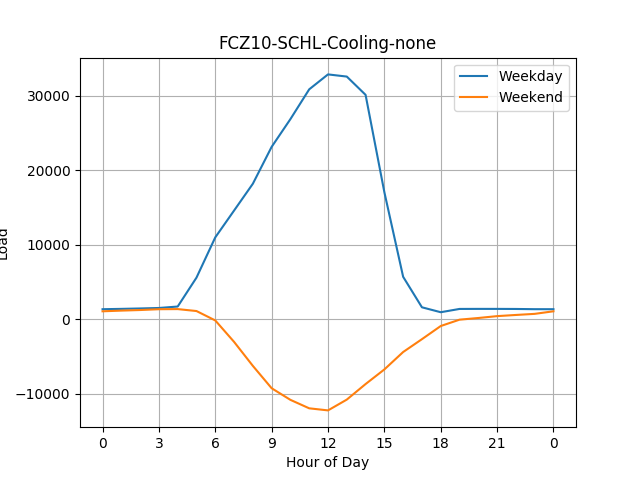 FCZ10-SCHL-Cooling-none
Weekday
Weekend
30000
20000
10000
0
−10000
Load
0 3 6 9 12 15 18 21 0
Hour of Day